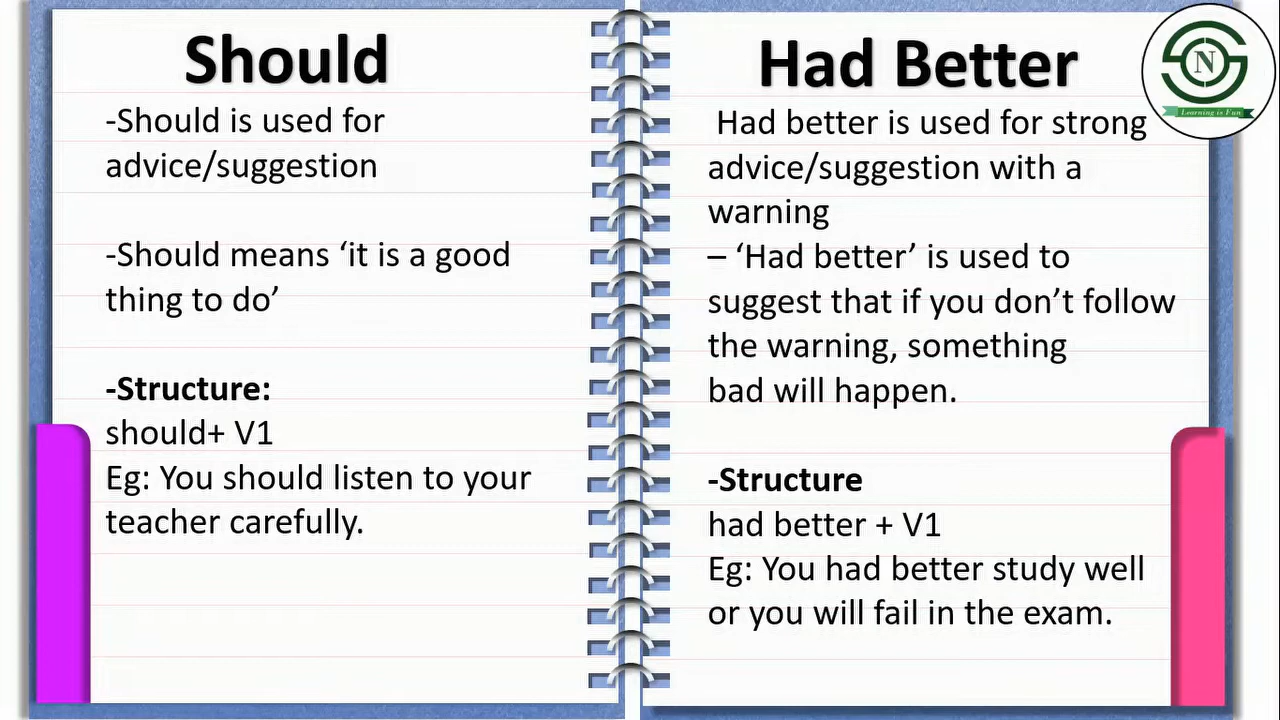 Should
-Should is used for
advice/suggestion
-Should means ‘it is a good
thing to do’
-Structure:
should+ V1
Eg: You should listen to your
teacher carefully.
Had Better
Had better is used for strong
advice/suggestion with a
warning
– ‘Had better’ is used to
suggest that if you don’t follow
the warning, something
bad will happen.
-Structure
had better + V1
Eg: You had better study well
or you will fail in the exam.
N
Learning is Fun